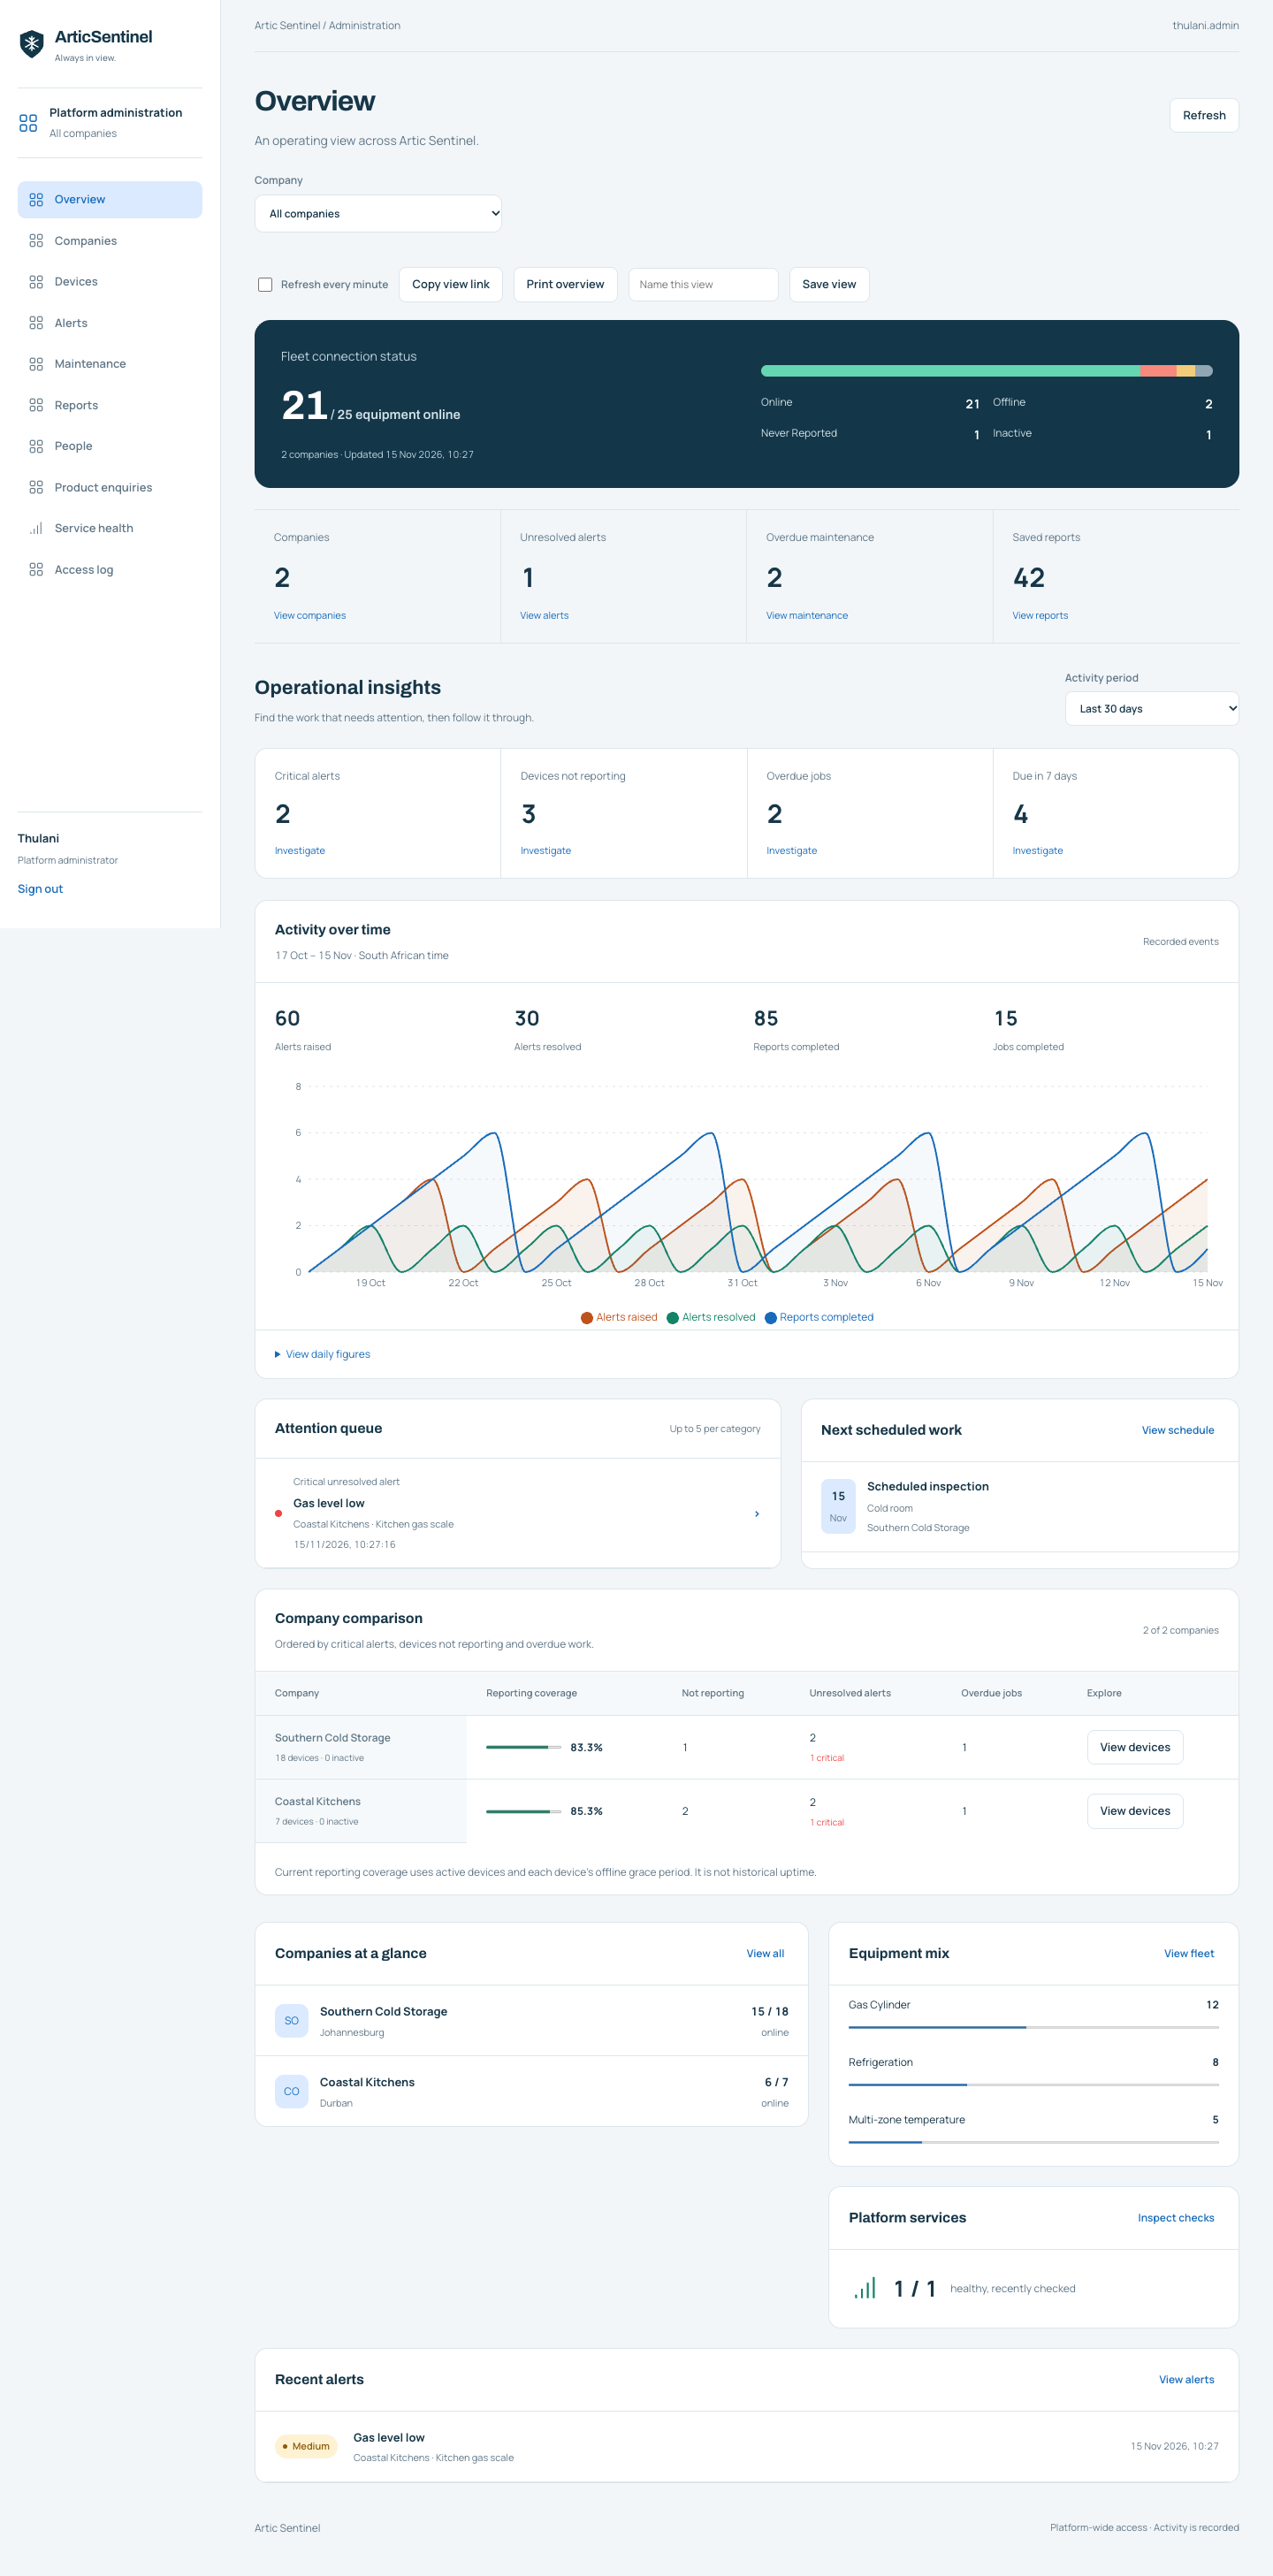 ArticSentinel
Always in view.
Platform administration
All companies
Overview
Companies
Devices
Alerts
Maintenance
Reports
People
Product enquiries
Service health
Access log
Thulani
Platform administrator
Sign out
Artic Sentinel / Administration
thulani.admin
Overview
An operating view across Artic Sentinel.
Refresh
Company
All companies
Refresh every minute
Copy view link
Print overview
Name this view
Save view
Fleet connection status
21 / 25 equipment online
2 companies · Updated 15 Nov 2026, 10:27
Online 21 Offline 2
Never Reported 1 Inactive 1
Companies
2
View companies
Unresolved alerts
1
View alerts
Overdue maintenance
2
View maintenance
Saved reports
42
View reports
Operational insights
Find the work that needs attention, then follow it through.
Activity period
Last 30 days
Critical alerts
2
Investigate
Devices not reporting
3
Investigate
Overdue jobs
2
Investigate
Due in 7 days
4
Investigate
Activity over time
17 Oct – 15 Nov · South African time
Recorded events
60
Alerts raised
30
Alerts resolved
85
Reports completed
15
Jobs completed
8
6
4
2
0
19 Oct 22 Oct 25 Oct 28 Oct 31 Oct 3 Nov 6 Nov 9 Nov 12 Nov 15 Nov
Alerts raised Alerts resolved Reports completed
View daily figures
Attention queue
Up to 5 per category
Critical unresolved alert
Gas level low
Coastal Kitchens · Kitchen gas scale
15/11/2026, 10:27:16
Next scheduled work
View schedule
15
Nov
Scheduled inspection
Cold room
Southern Cold Storage
Company comparison
Ordered by critical alerts, devices not reporting and overdue work.
2 of 2 companies
Company Reporting coverage Not reporting Unresolved alerts Overdue jobs Explore
Southern Cold Storage
18 devices · 0 inactive
83.3%
1
2
1 critical
1
View devices
Coastal Kitchens
7 devices · 0 inactive
85.3%
2
2
1 critical
1
View devices
Current reporting coverage uses active devices and each device's offline grace period. It is not historical uptime.
Companies at a glance
View all
SO
Southern Cold Storage
Johannesburg
15 / 18
online
CO
Coastal Kitchens
Durban
6 / 7
online
Equipment mix
View fleet
Gas Cylinder 12
Refrigeration 8
Multi-zone temperature 5
Platform services
Inspect checks
1 / 1 healthy, recently checked
Recent alerts
View alerts
Medium
Gas level low
Coastal Kitchens · Kitchen gas scale
15 Nov 2026, 10:27
Artic Sentinel
Platform-wide access · Activity is recorded